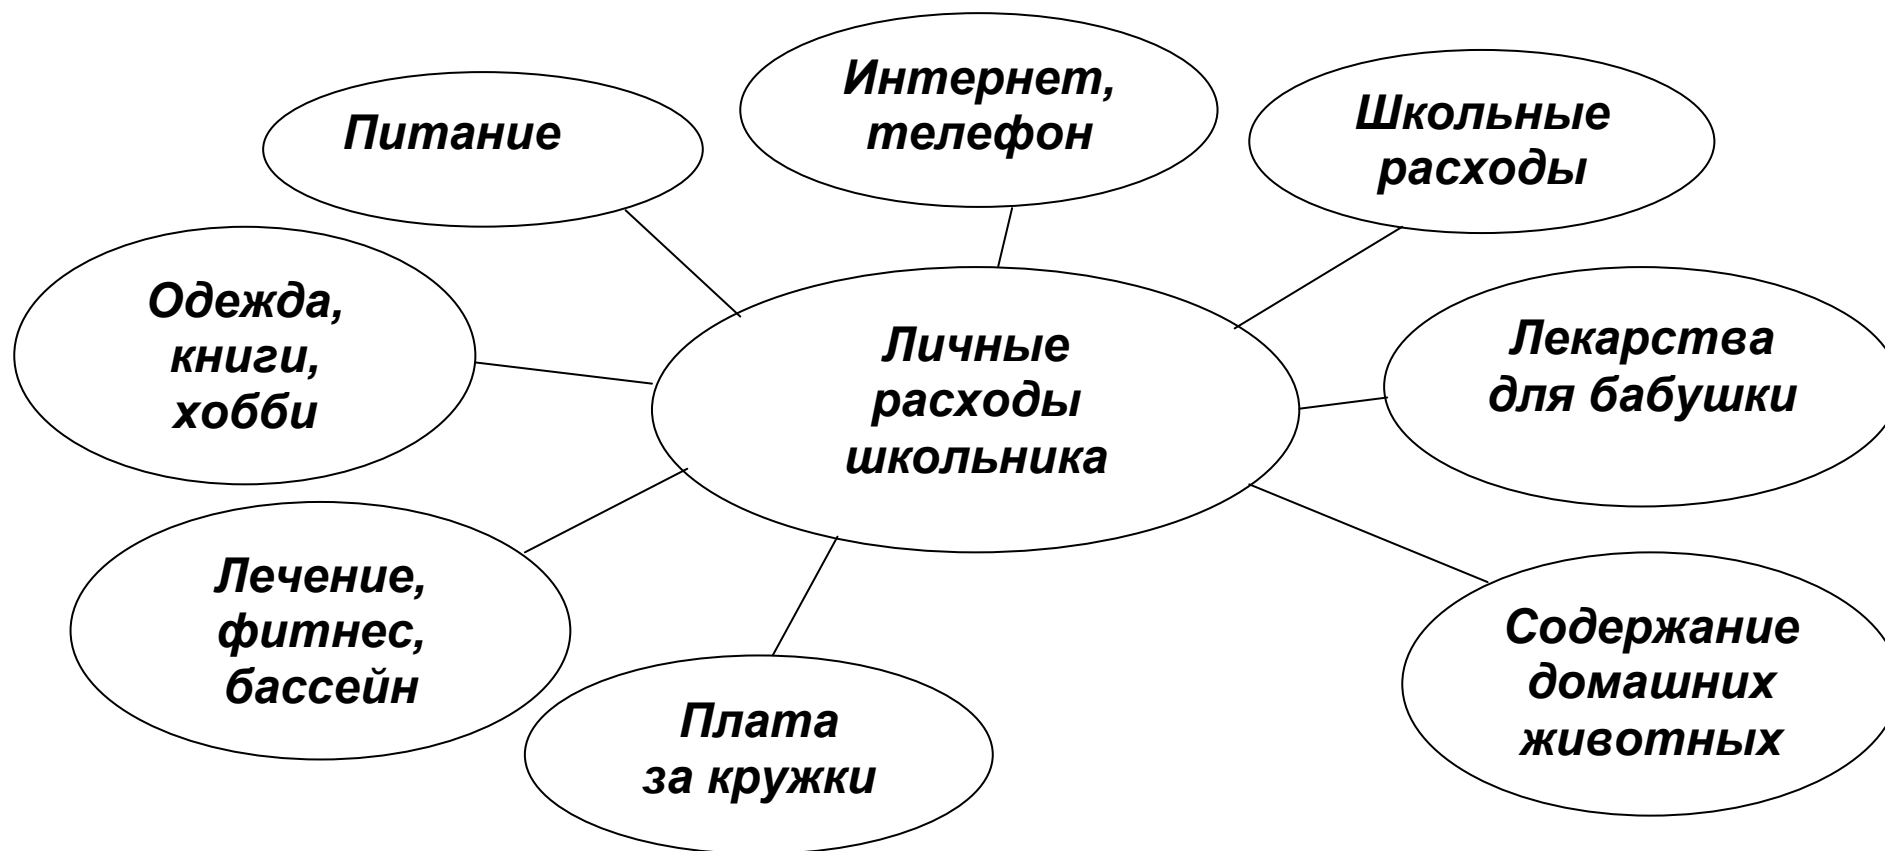 Интернет,
телефон
Школьные
расходы
Питание
Одежда,
книги,
хобби
Личные
расходы
школьника
Лекарства
для бабушки
Лечение,
фитнес,
бассейн
Плата
за кружки
Содержание
домашних
животных